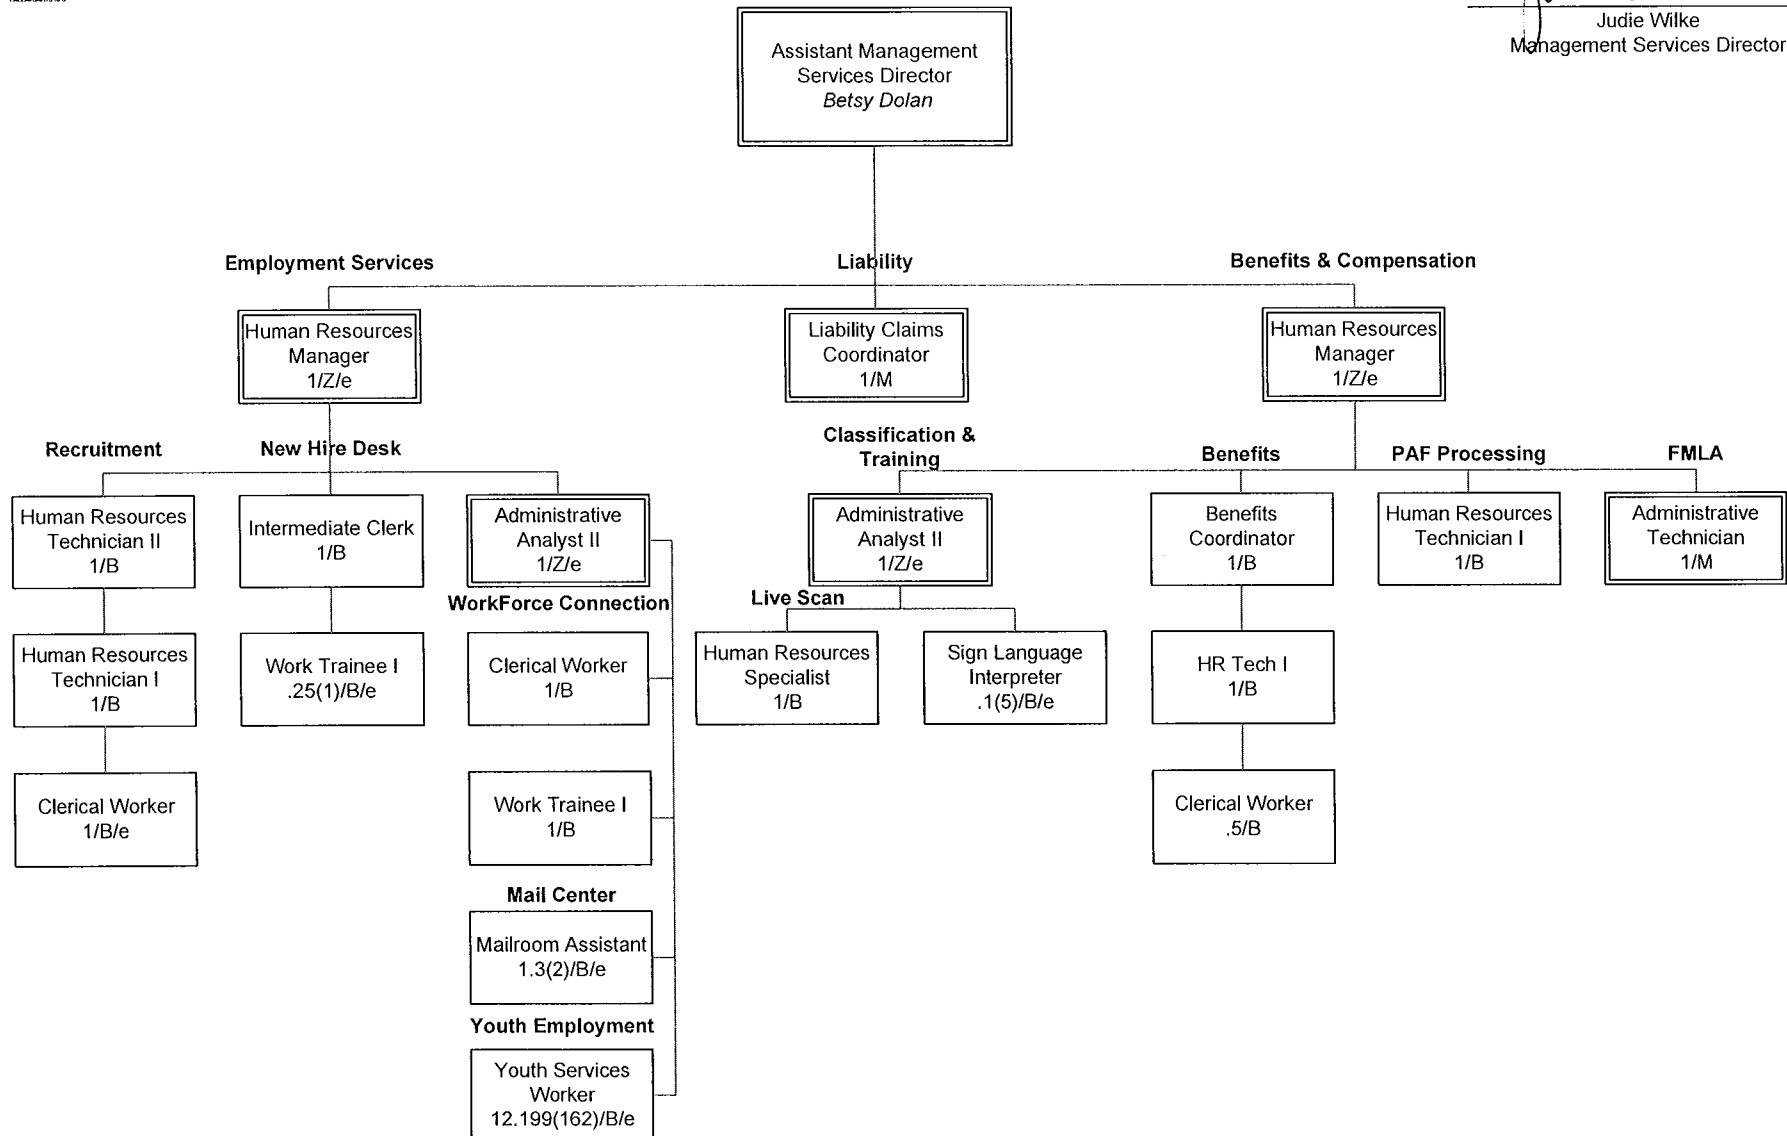 Judie Wilke
Management Services Director
Assistant Management
Services Director
Betsy Dolan
Employment Services
Liability
Benefits & Compensation
Human Resources
Manager
1/Z/e
Liability Claims
Coordinator
1/M
Human Resources
Manager
1/Z/e
Recruitment
New Hire Desk
Classification &
Training
Benefits
PAF Processing
FMLA
Human Resources
Technician II
1/B
Intermediate Clerk
1/B
Administrative
Analyst II
1/Z/e
Administrative
Analyst II
1/Z/e
Benefits
Coordinator
1/B
Human Resources
Technician I
1/B
Administrative
Technician
1/M
WorkForce Connection
Live Scan
Human Resources
Technician I
1/B
Work Trainee I
.25(1)/B/e
Clerical Worker
1/B
Human Resources
Specialist
1/B
Sign Language
Interpreter
.1(5)/B/e
HR Tech I
1/B
Clerical Worker
1/B/e
Work Trainee I
1/B
Clerical Worker
.5/B
Mail Center
Mailroom Assistant
1.3(2)/B/e
Youth Employment
Youth Services
Worker
12.199(162)/B/e